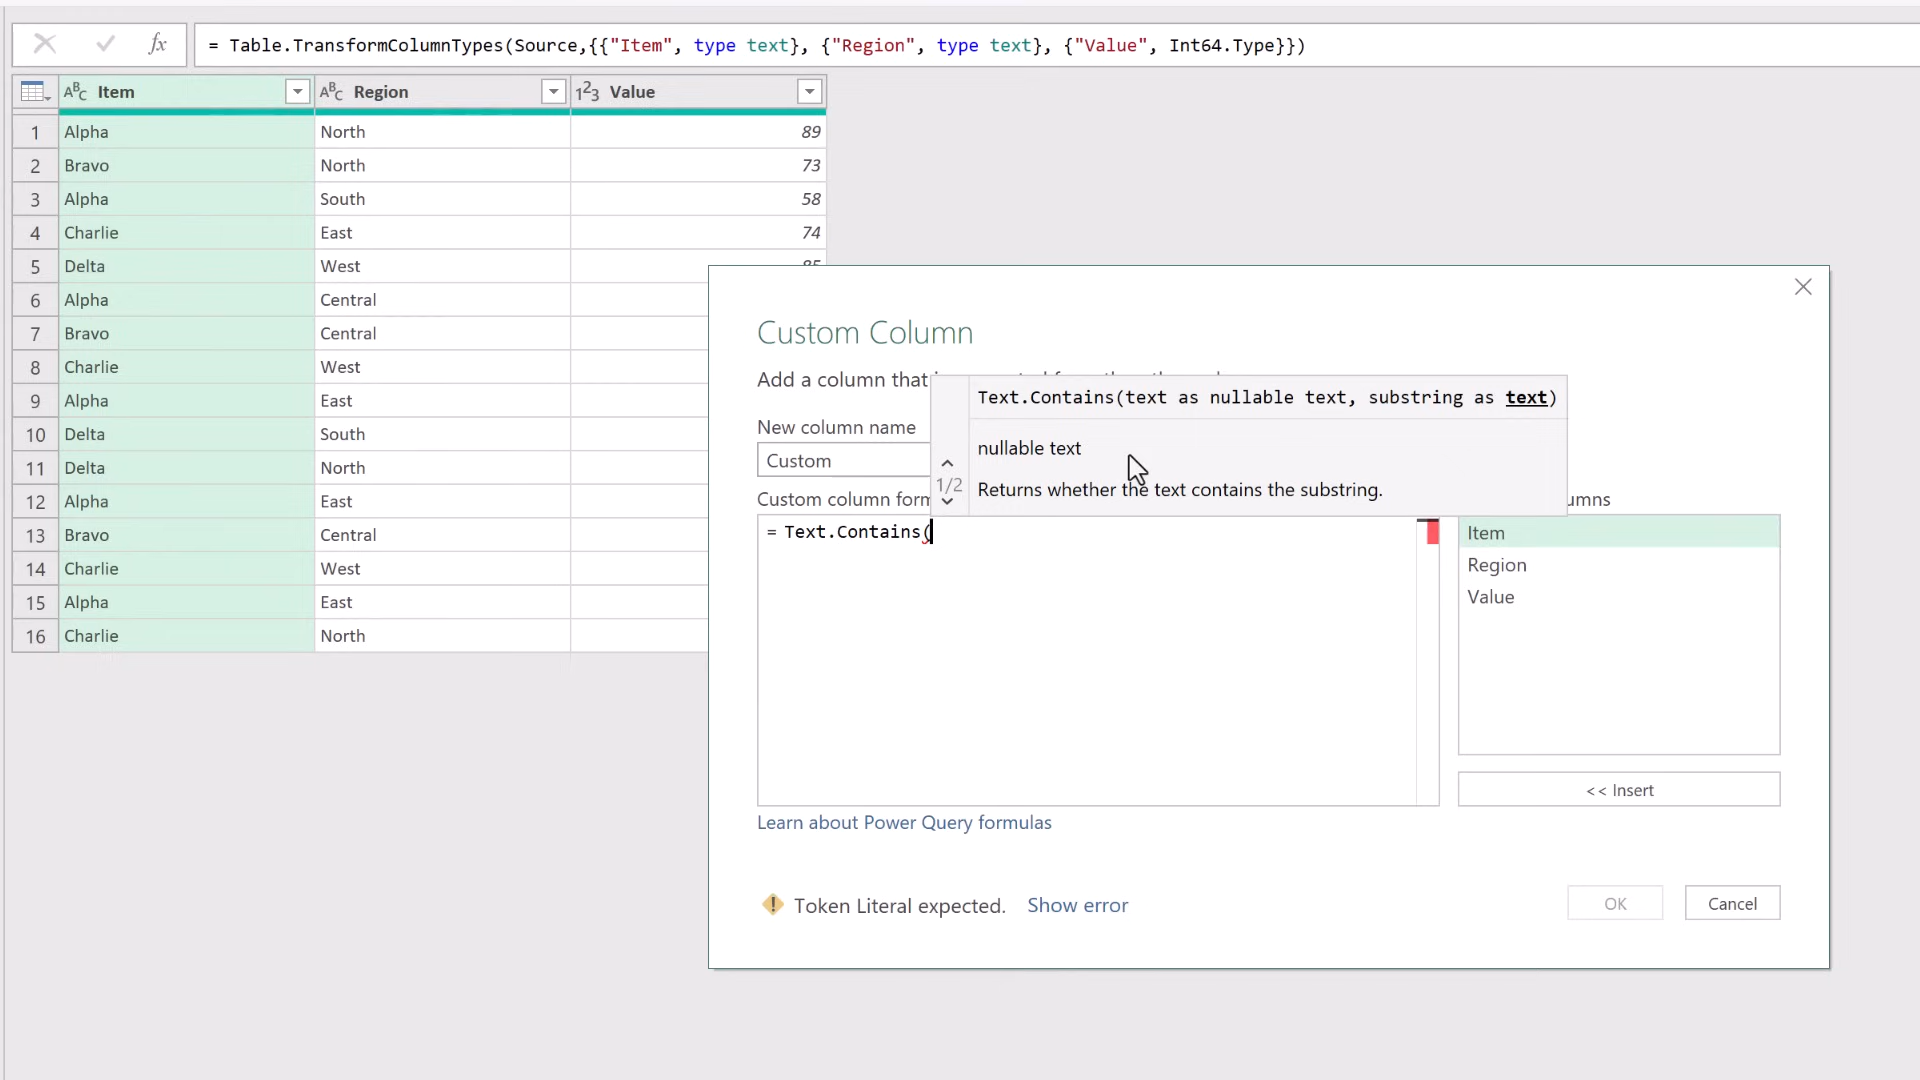 fx = Table.TransformColumnTypes(Source,{{"Item", type text}, {"Region", type text}, {"Value", Int64.Type}})
ABC Item ABC Region 123 Value
1 Alpha North 89
2 Bravo North 73
3 Alpha South 58
4 Charlie East 74
5 Delta West
6 Alpha Central
7 Bravo Central
8 Charlie West
9 Alpha East
10 Delta South
11 Delta North
12 Alpha East
13 Bravo Central
14 Charlie West
15 Alpha East
16 Charlie North
Custom Column
Add a column that
Text.Contains(text as nullable text, substring as text)
nullable text
1/2
Returns whether the text contains the substring.
New column name
Custom
Custom column form
umns
= Text.Contains(
Item
Region
Value
<< Insert
Learn about Power Query formulas
Token Literal expected. Show error
OK
Cancel